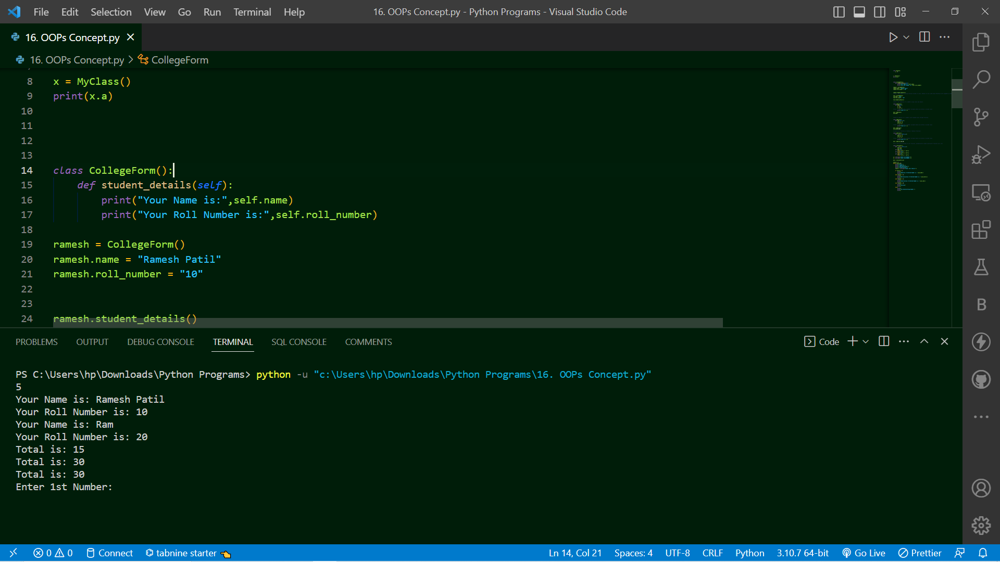 File Edit Selection View Go Run Terminal Help 16. OOPs Concept.py - Python Programs - Visual Studio Code
16. OOPs Concept.py
16. OOPs Concept.py > CollegeForm
8 x = MyClass()
9 print(x.a)
10
11
12
13
14 class CollegeForm():
15 def student_details(self):
16 print("Your Name is:",self.name)
17 print("Your Roll Number is:",self.roll_number)
18
19 ramesh = CollegeForm()
20 ramesh.name = "Ramesh Patil"
21 ramesh.roll_number = "10"
22
23
24 ramesh.student_details()
PROBLEMS OUTPUT DEBUG CONSOLE TERMINAL SQL CONSOLE COMMENTS Code
PS C:\Users\hp\Downloads\Python Programs> python -u "c:\Users\hp\Downloads\Python Programs\16. OOPs Concept.py"
5
Your Name is: Ramesh Patil
Your Roll Number is: 10
Your Name is: Ram
Your Roll Number is: 20
Total is: 15
Total is: 30
Total is: 30
Enter 1st Number:
0 0 Connect tabnine starter Ln 14, Col 21 Spaces: 4 UTF-8 CRLF Python 3.10.7 64-bit Go Live Prettier